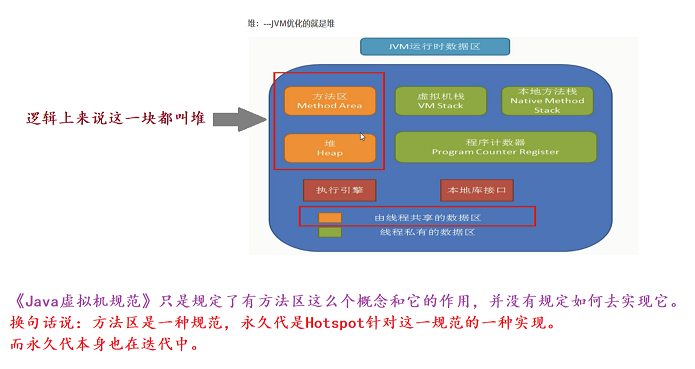 堆：---JVM优化的就是堆
JVM运行时数据区
方法区
Method Area
虚拟机栈
VM Stack
本地方法栈
Native Method
Stack
逻辑上来说这一块都叫堆
堆
Heap
程序计数器
Program Counter Register
执行引擎
本地库接口
由线程共享的数据区
线程私有的数据区
《Java虚拟机规范》只是规定了有方法区这么个概念和它的作用，并没有规定如何去实现它。
换句话说：方法区是一种规范，永久代是Hotspot针对这一规范的一种实现。
而永久代本身也在迭代中。